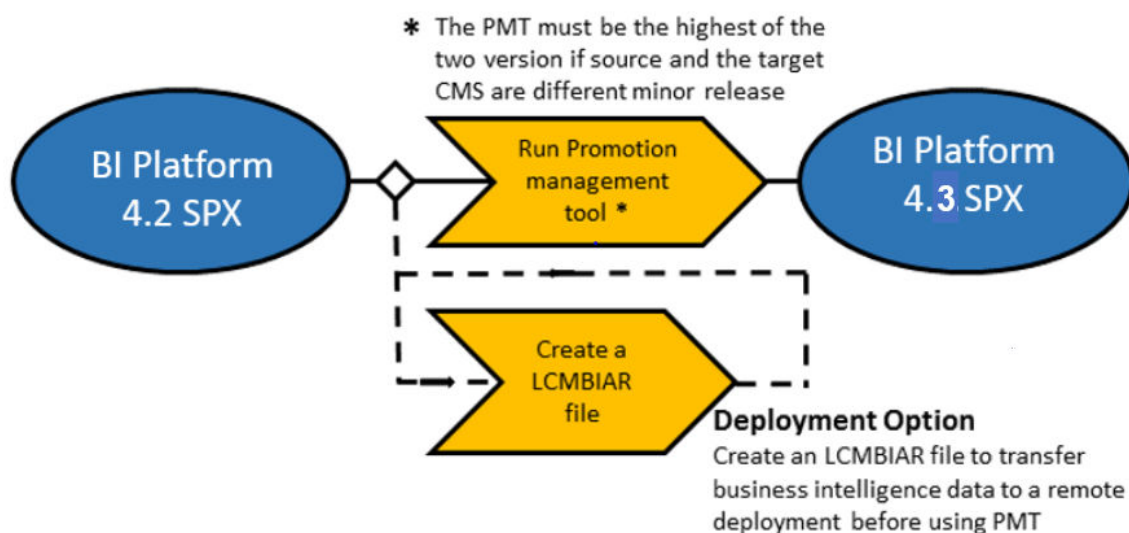 * The PMT must be the highest of the
two version if source and the target
CMS are different minor release
BI Platform
4.2 SPX
Run Promotion
management
tool *
BI Platform
4.3 SPX
Create a
LCMBIAR
file
Deployment Option
Create an LCMBIAR file to transfer
business intelligence data to a remote
deployment before using PMT